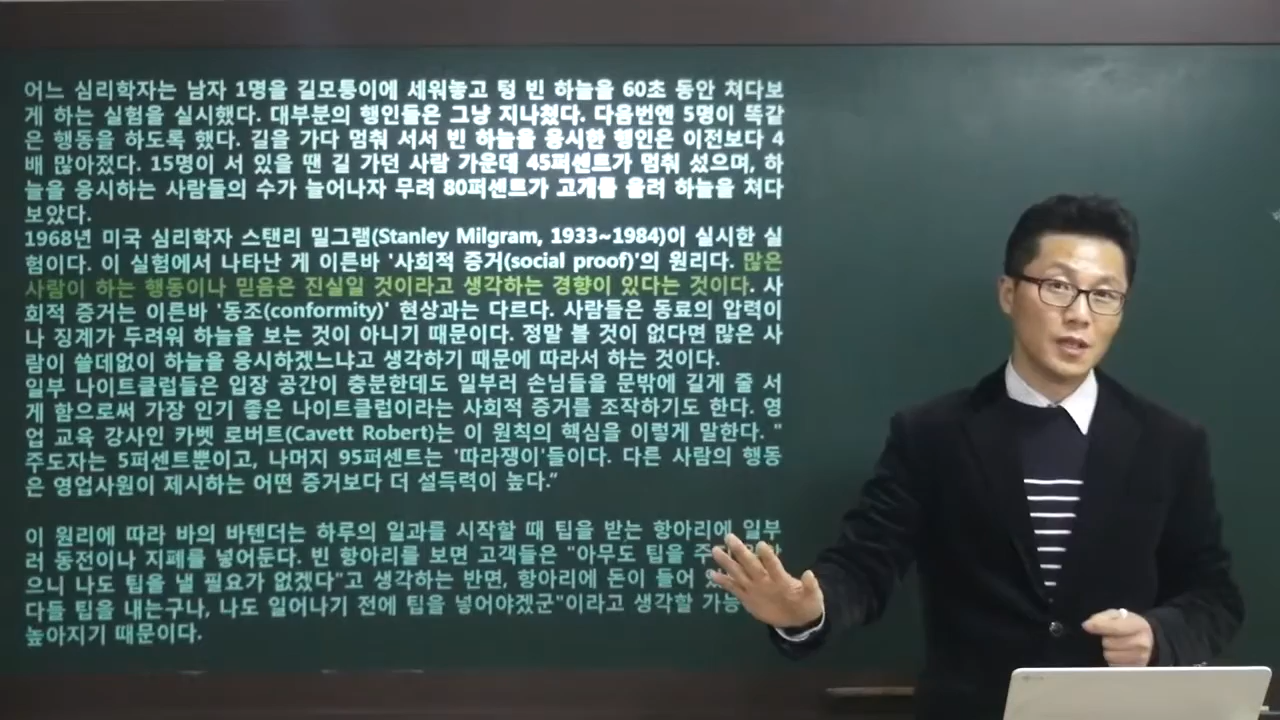 어느 심리학자는 남자 1명을 길모퉁이에 세워놓고 텅 빈 하늘을 60초 동안 쳐다보
게 하는 실험을 실시했다. 대부분의 행인들은 그냥 지나쳤다. 다음번엔 5명이 똑같
은 행동을 하도록 했다. 길을 가다 멈춰 서서 빈 하늘을 응시한 행인은 이전보다 4
배 많아졌다. 15명이 서 있을 땐 길 가던 사람 가운데 45퍼센트가 멈춰 섰으며, 하
늘을 응시하는 사람들의 수가 늘어나자 무려 80퍼센트가 고개를 올려 하늘을 쳐다
보았다.
1968년 미국 심리학자 스탠리 밀그램(Stanley Milgram, 1933~1984)이 실시한 실
험이다. 이 실험에서 나타난 게 이른바 '사회적 증거(social proof)'의 원리다. 많은
사람이 하는 행동이나 믿음은 진실일 것이라고 생각하는 경향이 있다는 것이다. 사
회적 증거는 이른바 '동조(conformity)' 현상과는 다르다. 사람들은 동료의 압력이
나 징계가 두려워 하늘을 보는 것이 아니기 때문이다. 정말 볼 것이 없다면 많은 사
람이 쓸데없이 하늘을 응시하겠느냐고 생각하기 때문에 따라서 하는 것이다.
일부 나이트클럽들은 입장 공간이 충분한데도 일부러 손님들을 문밖에 길게 줄 서
게 함으로써 가장 인기 좋은 나이트클럽이라는 사회적 증거를 조작하기도 한다. 영
업 교육 강사인 카벳 로버트(Cavett Robert)는 이 원칙의 핵심을 이렇게 말한다. "
주도자는 5퍼센트뿐이고, 나머지 95퍼센트는 '따라쟁이'들이다. 다른 사람의 행동
은 영업사원이 제시하는 어떤 증거보다 더 설득력이 높다.”
이 원리에 따라 바의 바텐더는 하루의 일과를 시작할 때 팁을 받는 항아리에 일부
러 동전이나 지폐를 넣어둔다. 빈 항아리를 보면 고객들은 "아무도 팁을
으니 나도 팁을 낼 필요가 없겠다"고 생각하는 반면, 항아리에 돈이 들어
다들 팁을 내는구나, 나도 일어나기 전에 팁을 넣어야겠군"이라고 생각할
높아지기 때문이다.